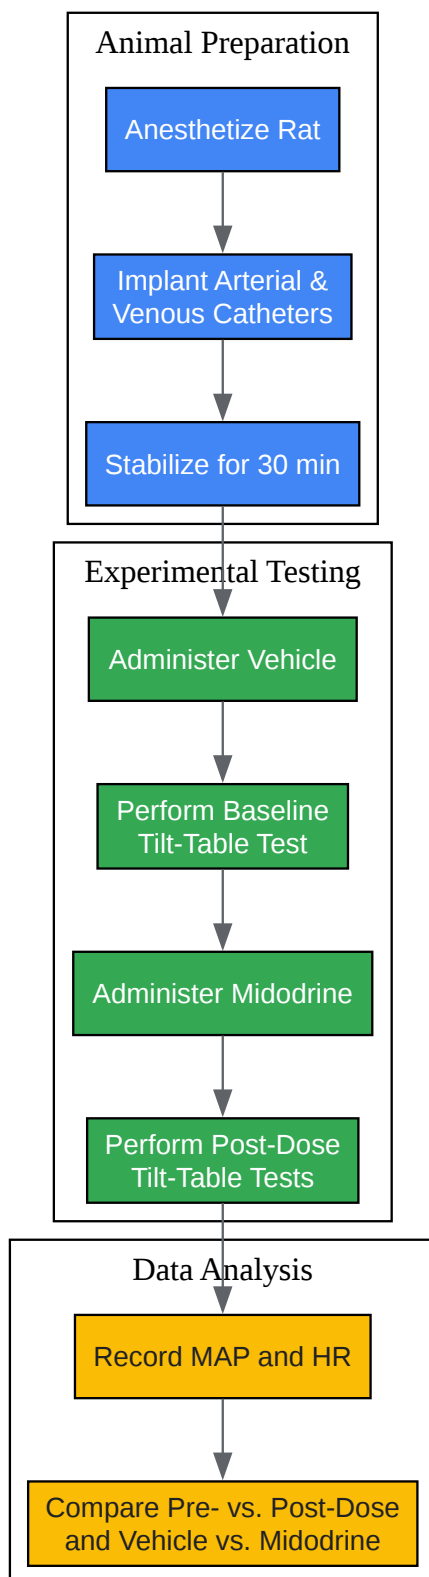 Animal Preparation
Anesthetize Rat
Implant Arterial &
Venous Catheters
Stabilize for 30 min
Experimental Testing
Administer Vehicle
Perform Baseline
Tilt-Table Test
Administer Midodrine
Perform Post-Dose
Tilt-Table Tests
Data Analysis
Record MAP and HR
Compare Pre- vs. Post-Dose
and Vehicle vs. Midodrine